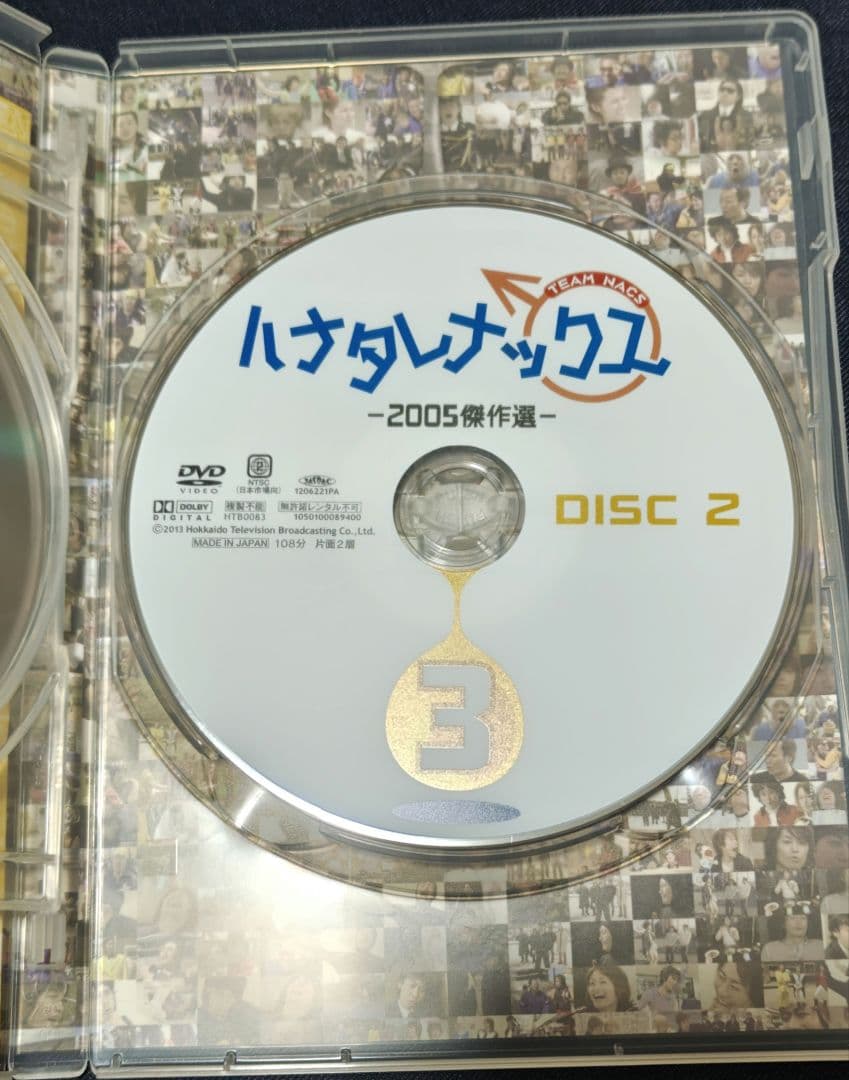 TEAM NACS
ハナタレナックス
-2005傑作選-
DVD
VIDEO
2
NTSC
(日本市場向)
1206221PA
DISC 2
DOLBY
DIGITAL
複製不能
無許諾レンタル不可
HTB0083
1050100089400
©2013 Hokkaido Television Broadcasting Co.,Ltd.
MADE IN JAPAN 108分 片面2層
3